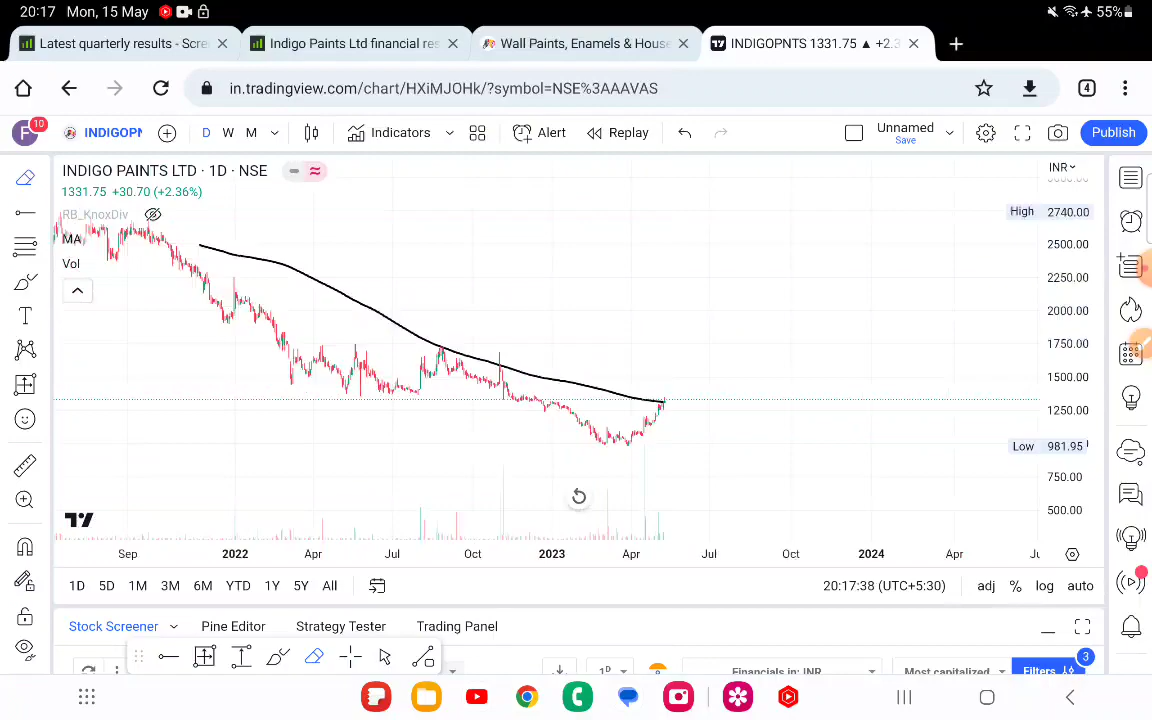 20:17 Mon, 15 May
55%
Latest quarterly results - Scre
Indigo Paints Ltd financial res
Wall Paints, Enamels & House
INDIGOPNTS 1331.75 ▲ +2.3
in.tradingview.com/chart/HXiMJOHk/?symbol=NSE%3AAAVAS
4
F
10
INDIGOPN
D
W
M
Indicators
Alert
Replay
Unnamed
Save
Publish
INDIGO PAINTS LTD · 1D · NSE
1331.75 +30.70 (+2.36%)
RB_KnoxDiv
MA
Vol
INR
High 2740.00
2500.00
2250.00
2000.00
1750.00
1500.00
1250.00
Low 981.95
750.00
500.00
Sep
2022
Apr
Jul
Oct
2023
Apr
Jul
Oct
2024
Apr
1D
5D
1M
3M
6M
YTD
1Y
5Y
All
20:17:38 (UTC+5:30)
adj
%
log
auto
Stock Screener
Pine Editor
Strategy Tester
Trading Panel
1D
Financials in: INR
Most capitalized
Filters
3